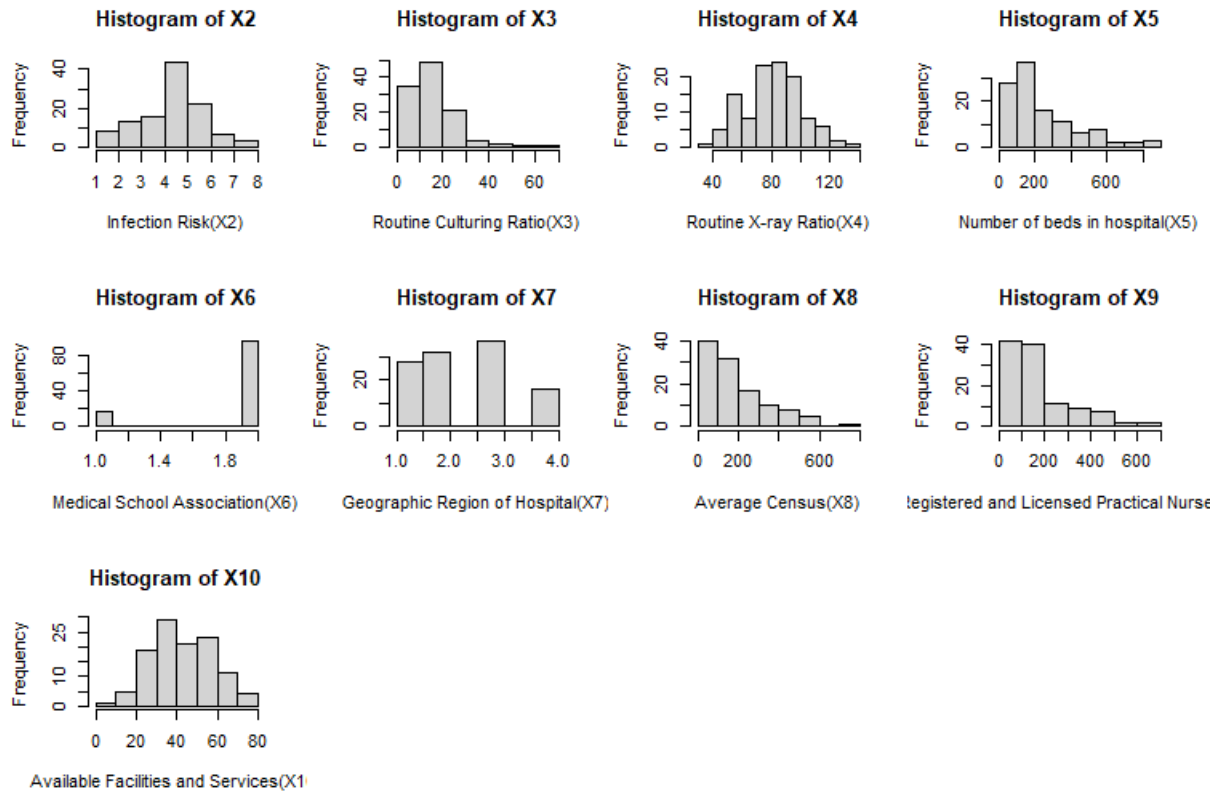 Histogram of X2
Frequency
0 20 40
1 2 3 4 5 6 7 8
Infection Risk(X2)
Histogram of X3
Frequency
0 20 40
0 20 40 60
Routine Culturing Ratio(X3)
Histogram of X4
Frequency
0 10 20
40 80 120
Routine X-ray Ratio(X4)
Histogram of X5
Frequency
0 20
0 200 600
Number of beds in hospital(X5)
Histogram of X6
Frequency
0 40 80
1.0 1.4 1.8
Medical School Association(X6)
Histogram of X7
Frequency
0 20
1.0 2.0 3.0 4.0
Geographic Region of Hospital(X7)
Histogram of X8
Frequency
0 20 40
0 200 600
Average Census(X8)
Histogram of X9
Frequency
0 20 40
0 200 400 600
Registered and Licensed Practical Nurse
Histogram of X10
Frequency
0 10 25
0 20 40 60 80
Available Facilities and Services(X1